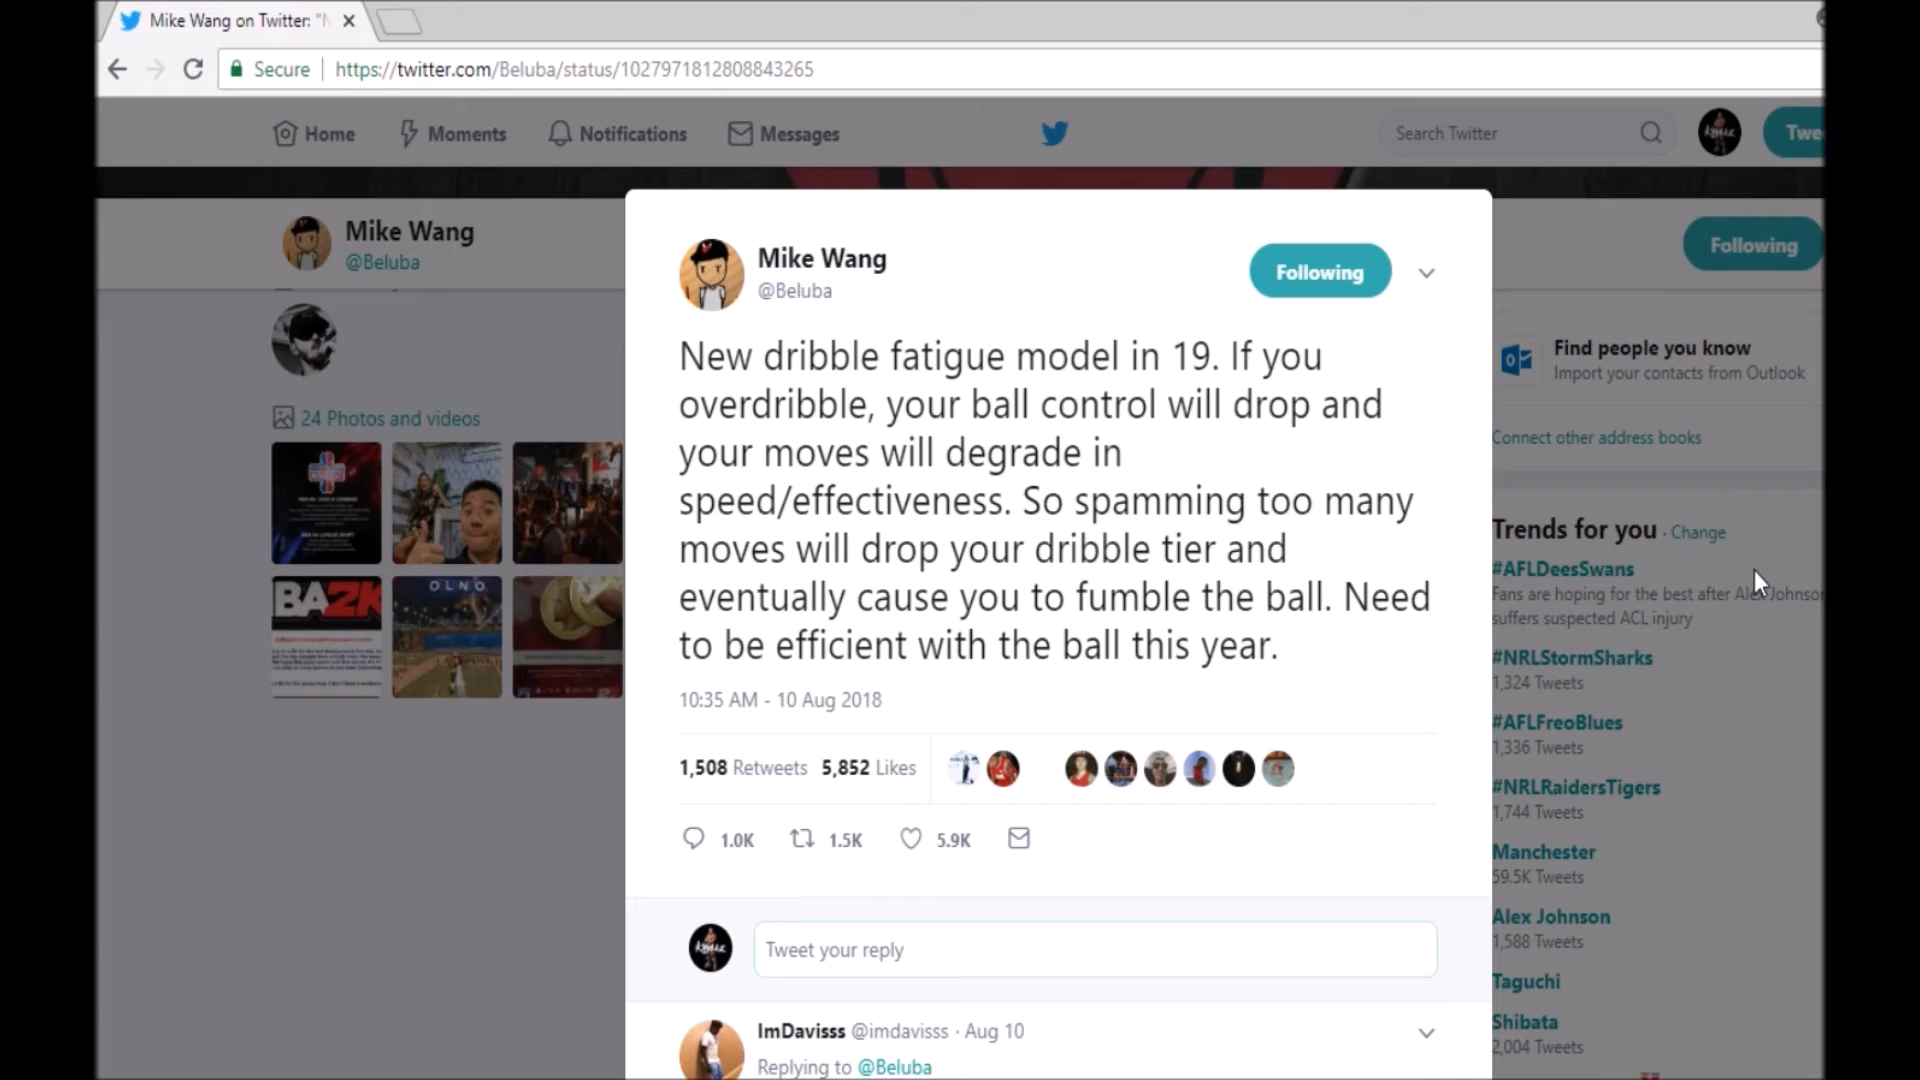 Mike Wang on Twitter: "N
Secure
https://twitter.com/Beluba/status/1027971812808843265
Home
Moments
Notifications
Messages
Search Twitter
Twe
Mike Wang
@Beluba
Following
24 Photos and videos
BA2K
OLNO
Mike Wang
@Beluba
Following
New dribble fatigue model in 19. If you
overdribble, your ball control will drop and
your moves will degrade in
speed/effectiveness. So spamming too many
moves will drop your dribble tier and
eventually cause you to fumble the ball. Need
to be efficient with the ball this year.
10:35 AM - 10 Aug 2018
1,508 Retweets 5,852 Likes
1.0K 1.5K 5.9K
Tweet your reply
ImDavisss @imdavisss · Aug 10
Replying to @Beluba
Find people you know
Import your contacts from Outlook
Connect other address books
Trends for you · Change
#AFLDeesSwans
Fans are hoping for the best after Alex Johnson
suffers suspected ACL injury
#NRLStormSharks
1,324 Tweets
#AFLFreoBlues
1,336 Tweets
#NRLRaidersTigers
1,744 Tweets
Manchester
59.5K Tweets
Alex Johnson
1,588 Tweets
Taguchi
Shibata
2,004 Tweets